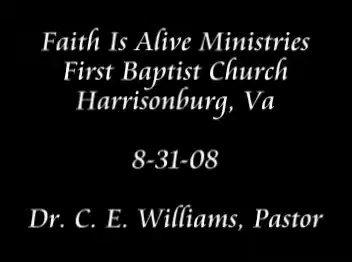 Faith Is Alive Ministries
First Baptist Church
Harrisonburg, Va
8-31-08
Dr. C. E. Williams, Pastor